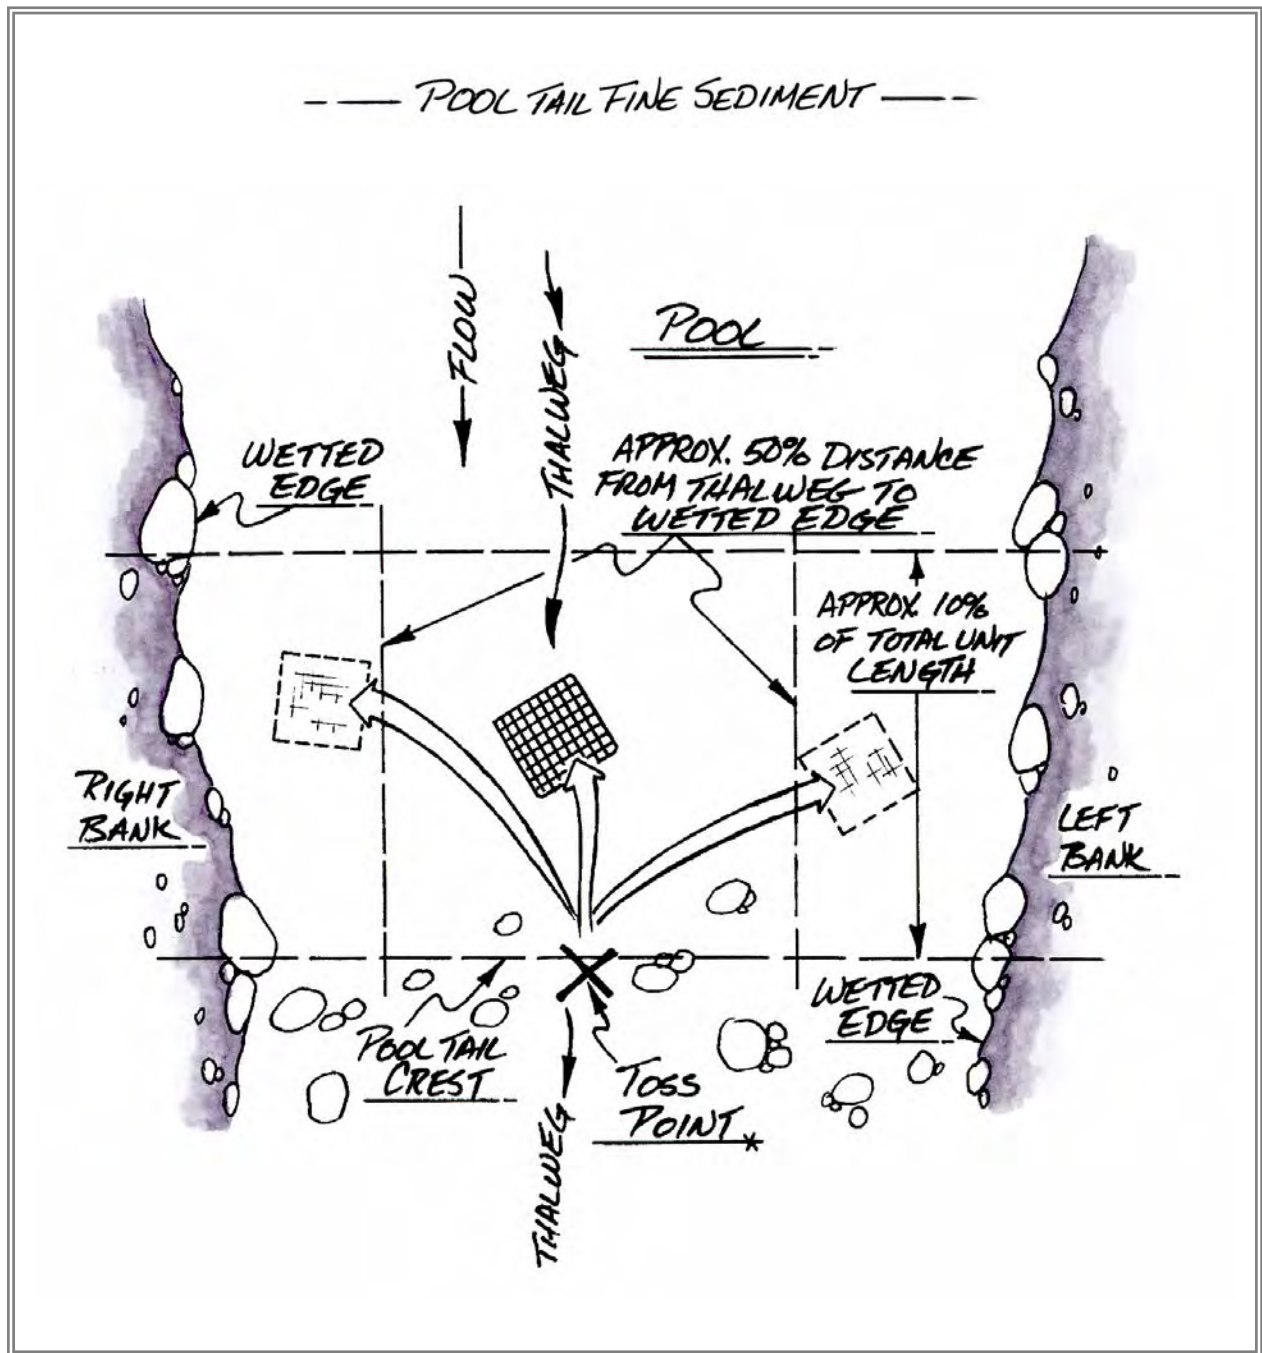 POOL TAIL FINE SEDIMENT
FLOW
THALWEG
POOL
WETTED
EDGE
APPROX. 50% DISTANCE
FROM THALWEG TO
WETTED EDGE
APPROX. 10%
OF TOTAL UNIT
LENGTH
RIGHT
BANK
LEFT
BANK
POOL TAIL
CREST
THALWEG
TOSS
POINT *
WETTED
EDGE